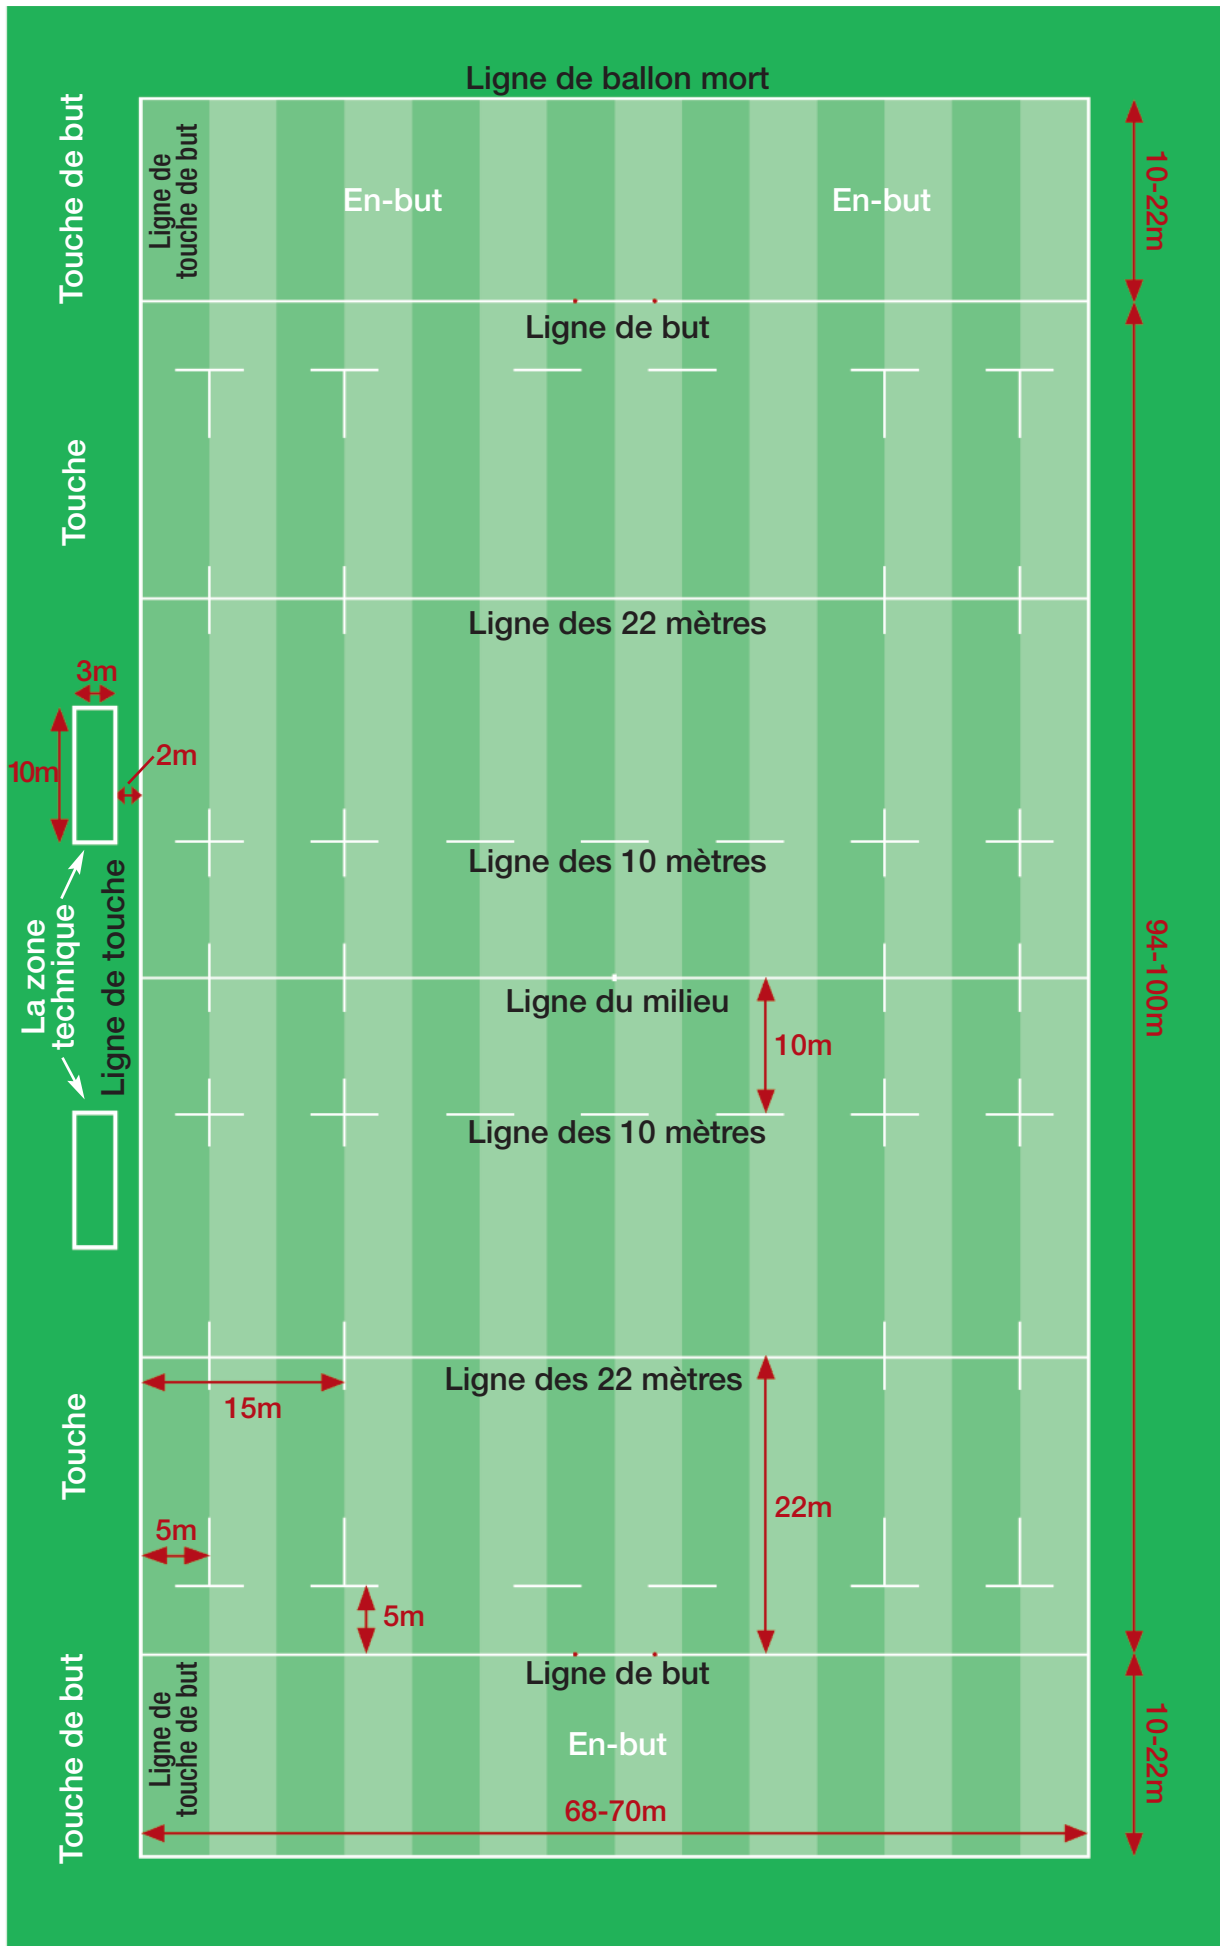 Ligne de ballon mort
Touche de but
Ligne de
touche de but
En-but
En-but
10-22m
Ligne de but
Touche
Ligne des 22 mètres
3m
2m
10m
Ligne des 10 mètres
La zone
technique
Ligne de touche
94-100m
Ligne du milieu
10m
Ligne des 10 mètres
Ligne des 22 mètres
15m
Touche
22m
5m
5m
Ligne de but
Touche de but
Ligne de
touche de but
En-but
10-22m
68-70m